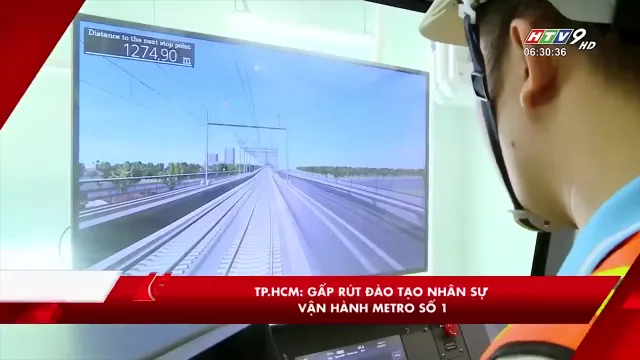 Distance to the next stop point
1274.90 m
HTV9 HD
06:30:36
TP.HCM: GẤP RÚT ĐÀO TẠO NHÂN SỰ
VẬN HÀNH METRO SỐ 1